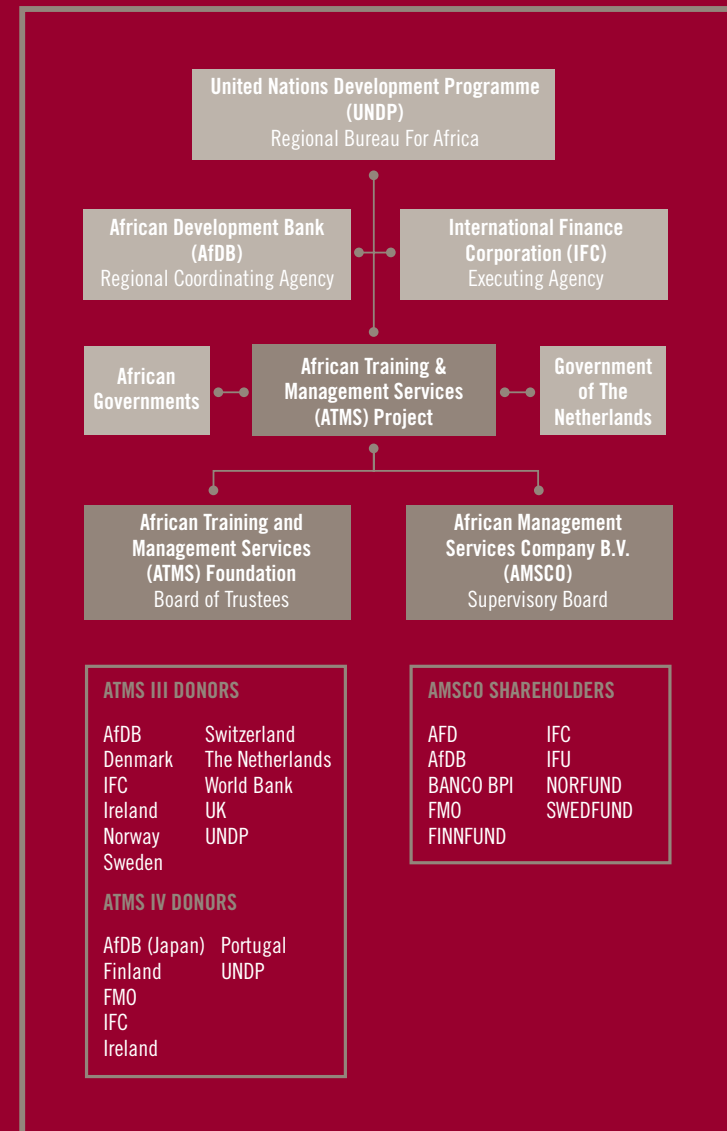 United Nations Development Programme
(UNDP)
Regional Bureau For Africa
African Development Bank
(AfDB)
Regional Coordinating Agency
International Finance
Corporation (IFC)
Executing Agency
African
Governments
African Training &
Management Services
(ATMS) Project
Government
of The
Netherlands
African Training and
Management Services
(ATMS) Foundation
Board of Trustees
African Management
Services Company B.V.
(AMSCO)
Supervisory Board
ATMS III DONORS
AfDB
Denmark
IFC
Ireland
Norway
Sweden
Switzerland
The Netherlands
World Bank
UK
UNDP
ATMS IV DONORS
AfDB (Japan)
Finland
FMO
IFC
Ireland
Portugal
UNDP
AMSCO SHAREHOLDERS
AFD
AfDB
BANCO BPI
FMO
FINNFUND
IFC
IFU
NORFUND
SWEDFUND